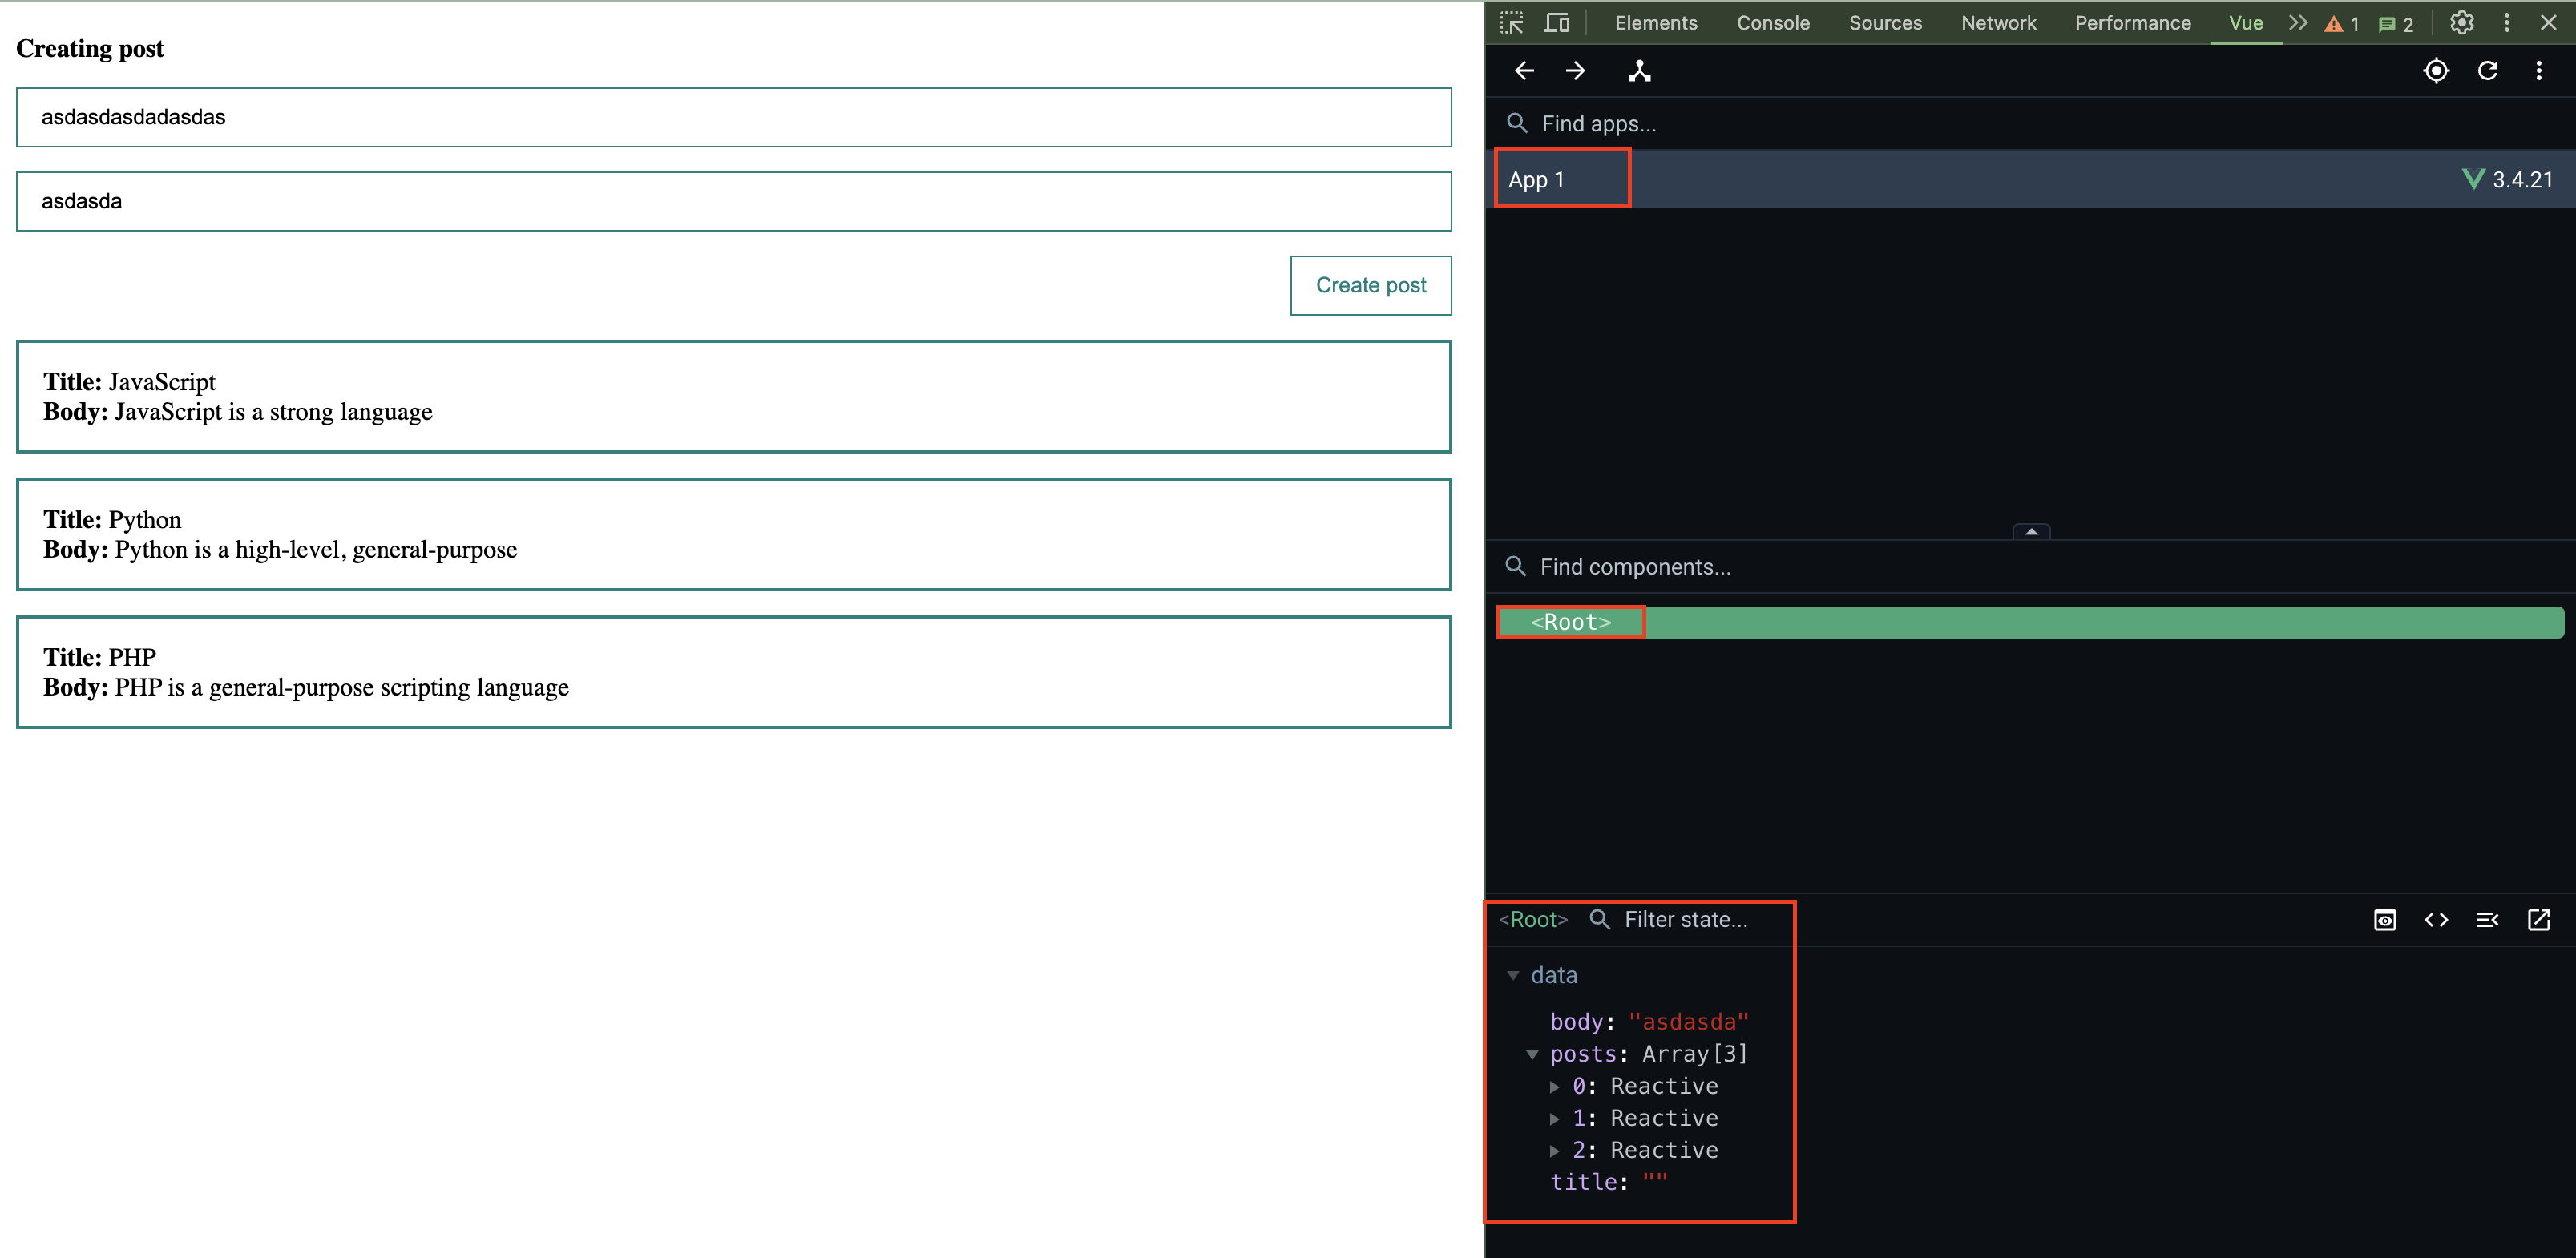 Creating post
asdasdasdadasdas
asdasda
Create post
Title: JavaScript
Body: JavaScript is a strong language
Title: Python
Body: Python is a high-level, general-purpose
Title: PHP
Body: PHP is a general-purpose scripting language
Elements Console Sources Network Performance Vue 1 2
Find apps...
App 1 3.4.21
Find components...
<Root>
<Root> Filter state...
data
body: "asdasda"
posts: Array[3]
0: Reactive
1: Reactive
2: Reactive
title: ""